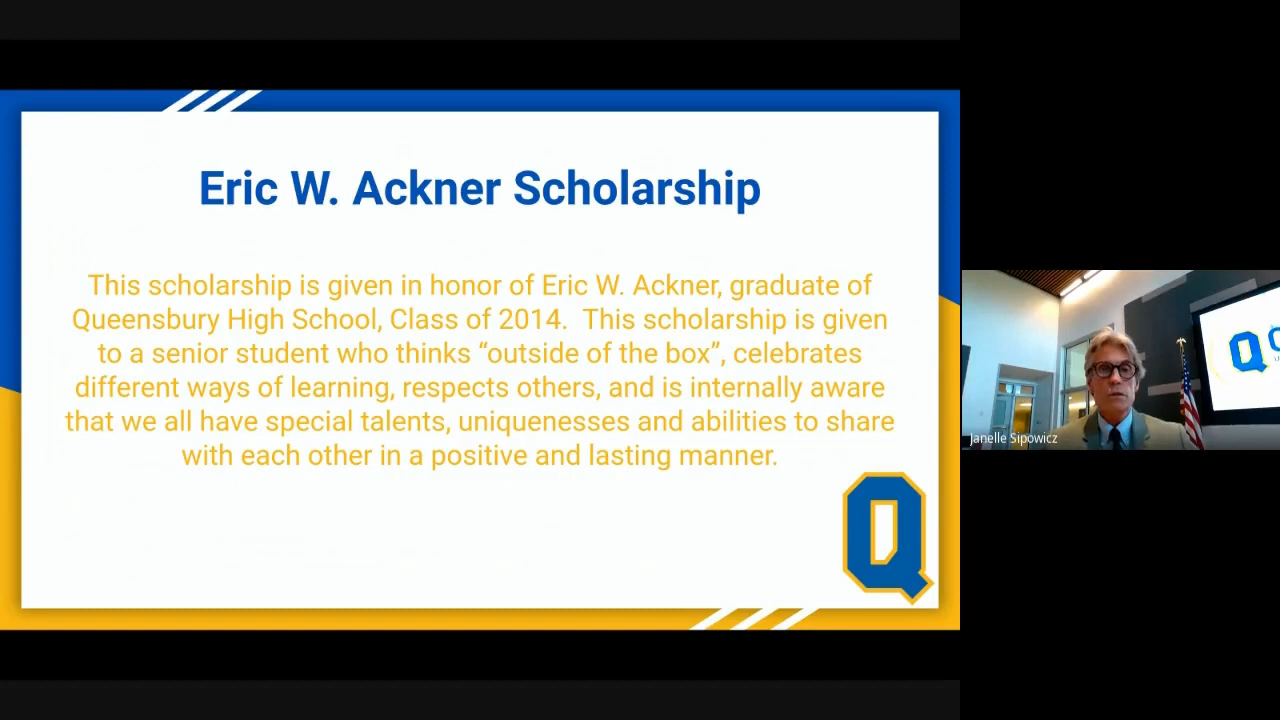 Eric W. Ackner Scholarship
This scholarship is given in honor of Eric W. Ackner, graduate of
Queensbury High School, Class of 2014.  This scholarship is given
to a senior student who thinks “outside of the box”, celebrates
different ways of learning, respects others, and is internally aware
that we all have special talents, uniquenesses and abilities to share
with each other in a positive and lasting manner.
Q
Q
Janelle Sipowicz